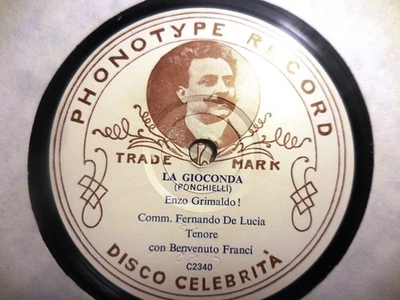 PHONOTYPE RECORD
TRADE MARK
LA GIOCONDA
(PONCHIELLI)
Enzo Grimaldo!
Comm. Fernando De Lucia
Tenore
con Benvenuto Franci
C2340
DISCO CELEBRITÀ